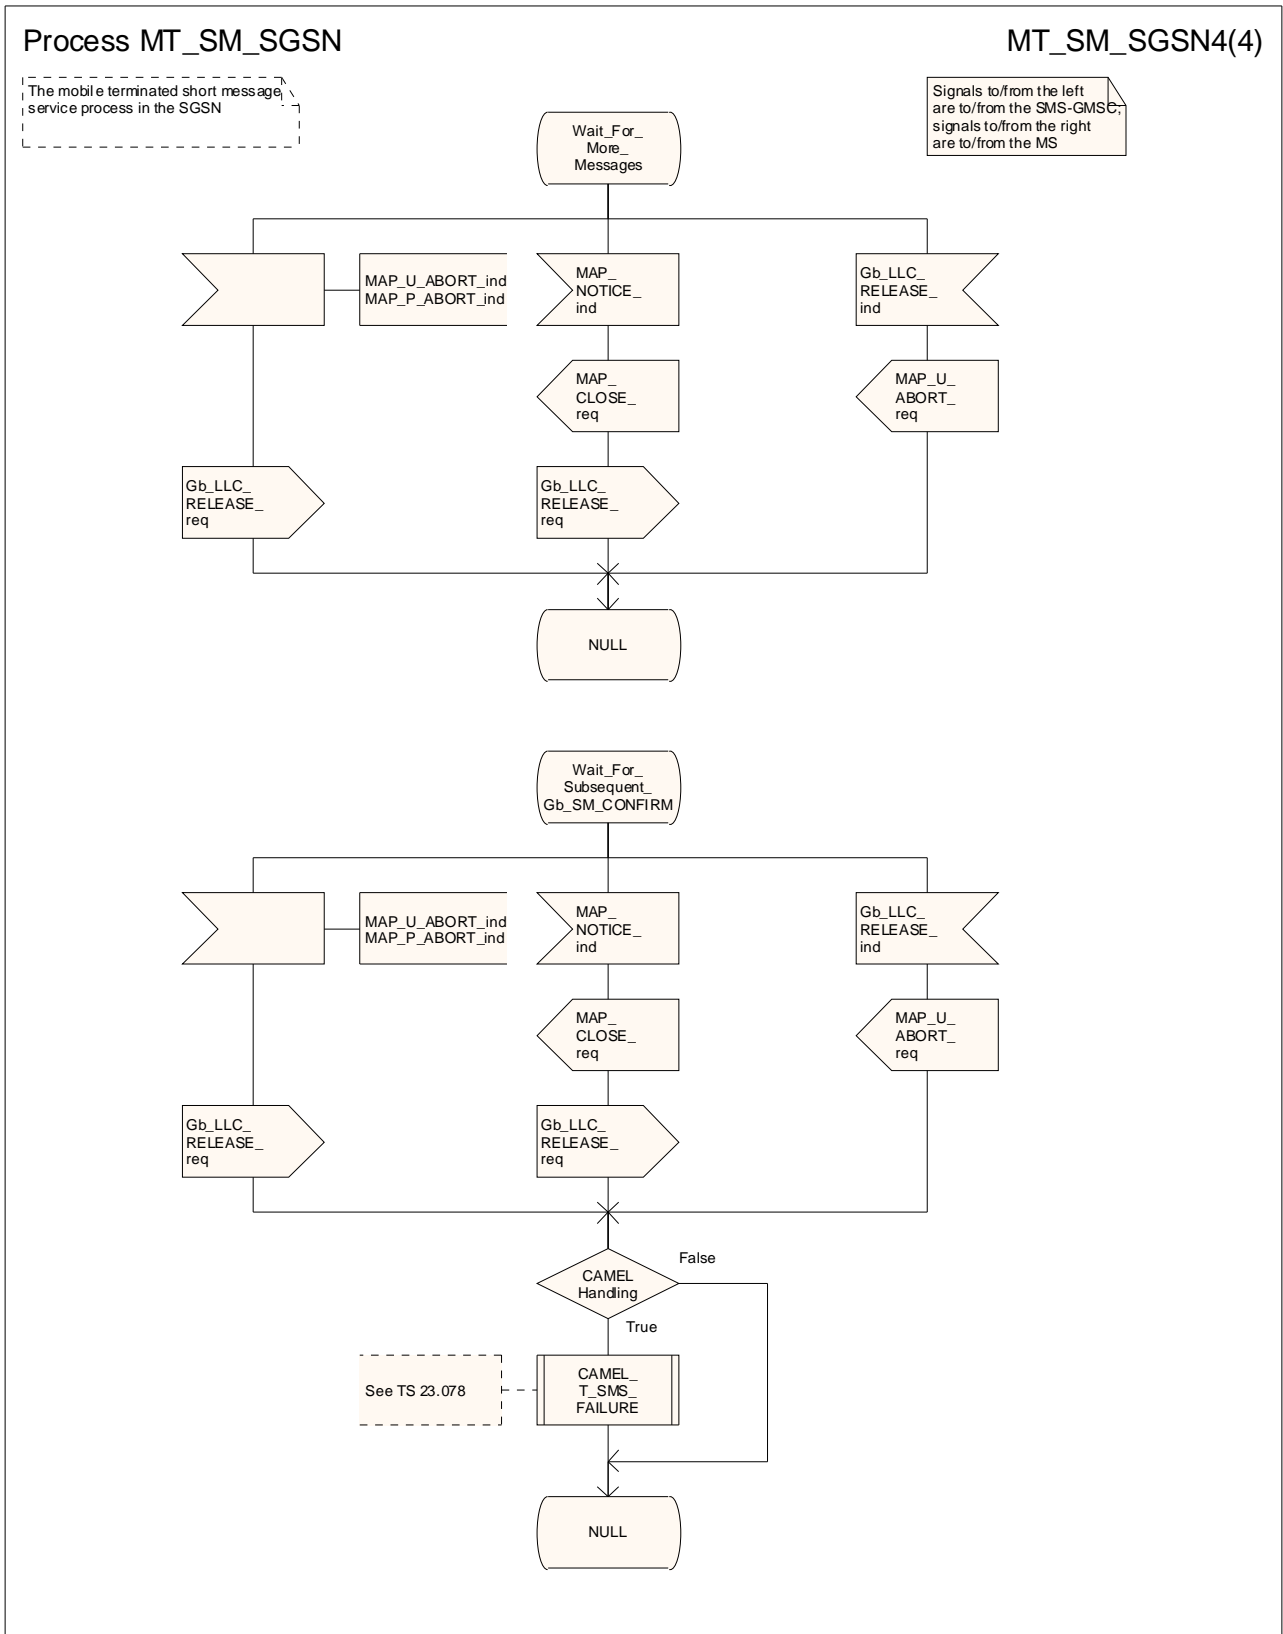 Process MT_SM_SGSN
MT_SM_SGSN4(4)
The mobile terminated short message
service process in the SGSN
Signals to/from the left
are to/from the SMS-GMSC;
signals to/from the right
are to/from the MS
Wait_For_
More_
Messages
MAP_U_ABORT_ind
MAP_P_ABORT_ind
MAP_
NOTICE_
ind
Gb_LLC_
RELEASE_
ind
MAP_
CLOSE_
req
MAP_U_
ABORT_
req
Gb_LLC_
RELEASE_
req
Gb_LLC_
RELEASE_
req
NULL
Wait_For_
Subsequent_
Gb_SM_CONFIRM
MAP_U_ABORT_ind
MAP_P_ABORT_ind
MAP_
NOTICE_
ind
Gb_LLC_
RELEASE_
ind
MAP_
CLOSE_
req
MAP_U_
ABORT_
req
Gb_LLC_
RELEASE_
req
Gb_LLC_
RELEASE_
req
CAMEL
Handling
False
True
See TS 23.078
CAMEL_
T_SMS_
FAILURE
NULL